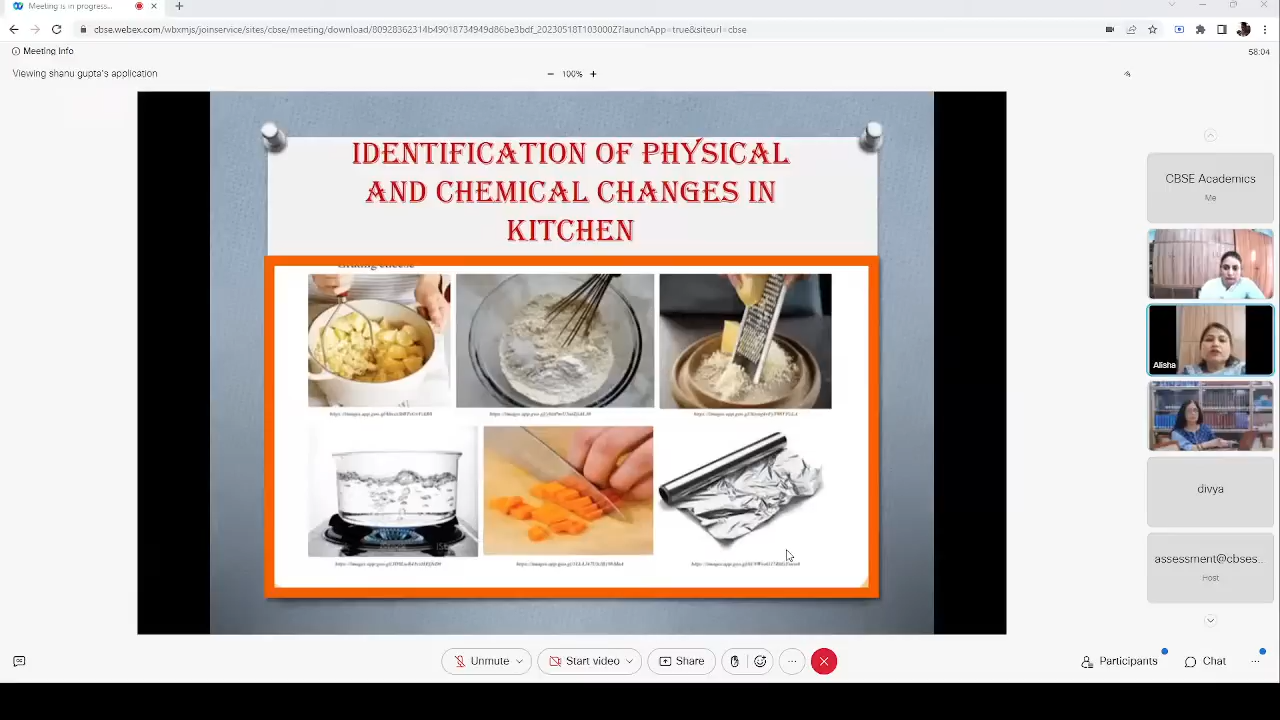 Meeting is in progress...
cbse.webex.com/wbxmjs/joinservice/sites/cbse/meeting/download/80928362314b49018734949d86be3bdf_20230518T103000Z?launchApp=true&siteurl=cbse
Meeting Info
58:04
Viewing shanu gupta's application
100%
IDENTIFICATION OF PHYSICAL
AND CHEMICAL CHANGES IN
KITCHEN
CBSE Academics
Me
Alisha
divya
assessment@cbses...
Host
Unmute
Start video
Share
Participants
Chat